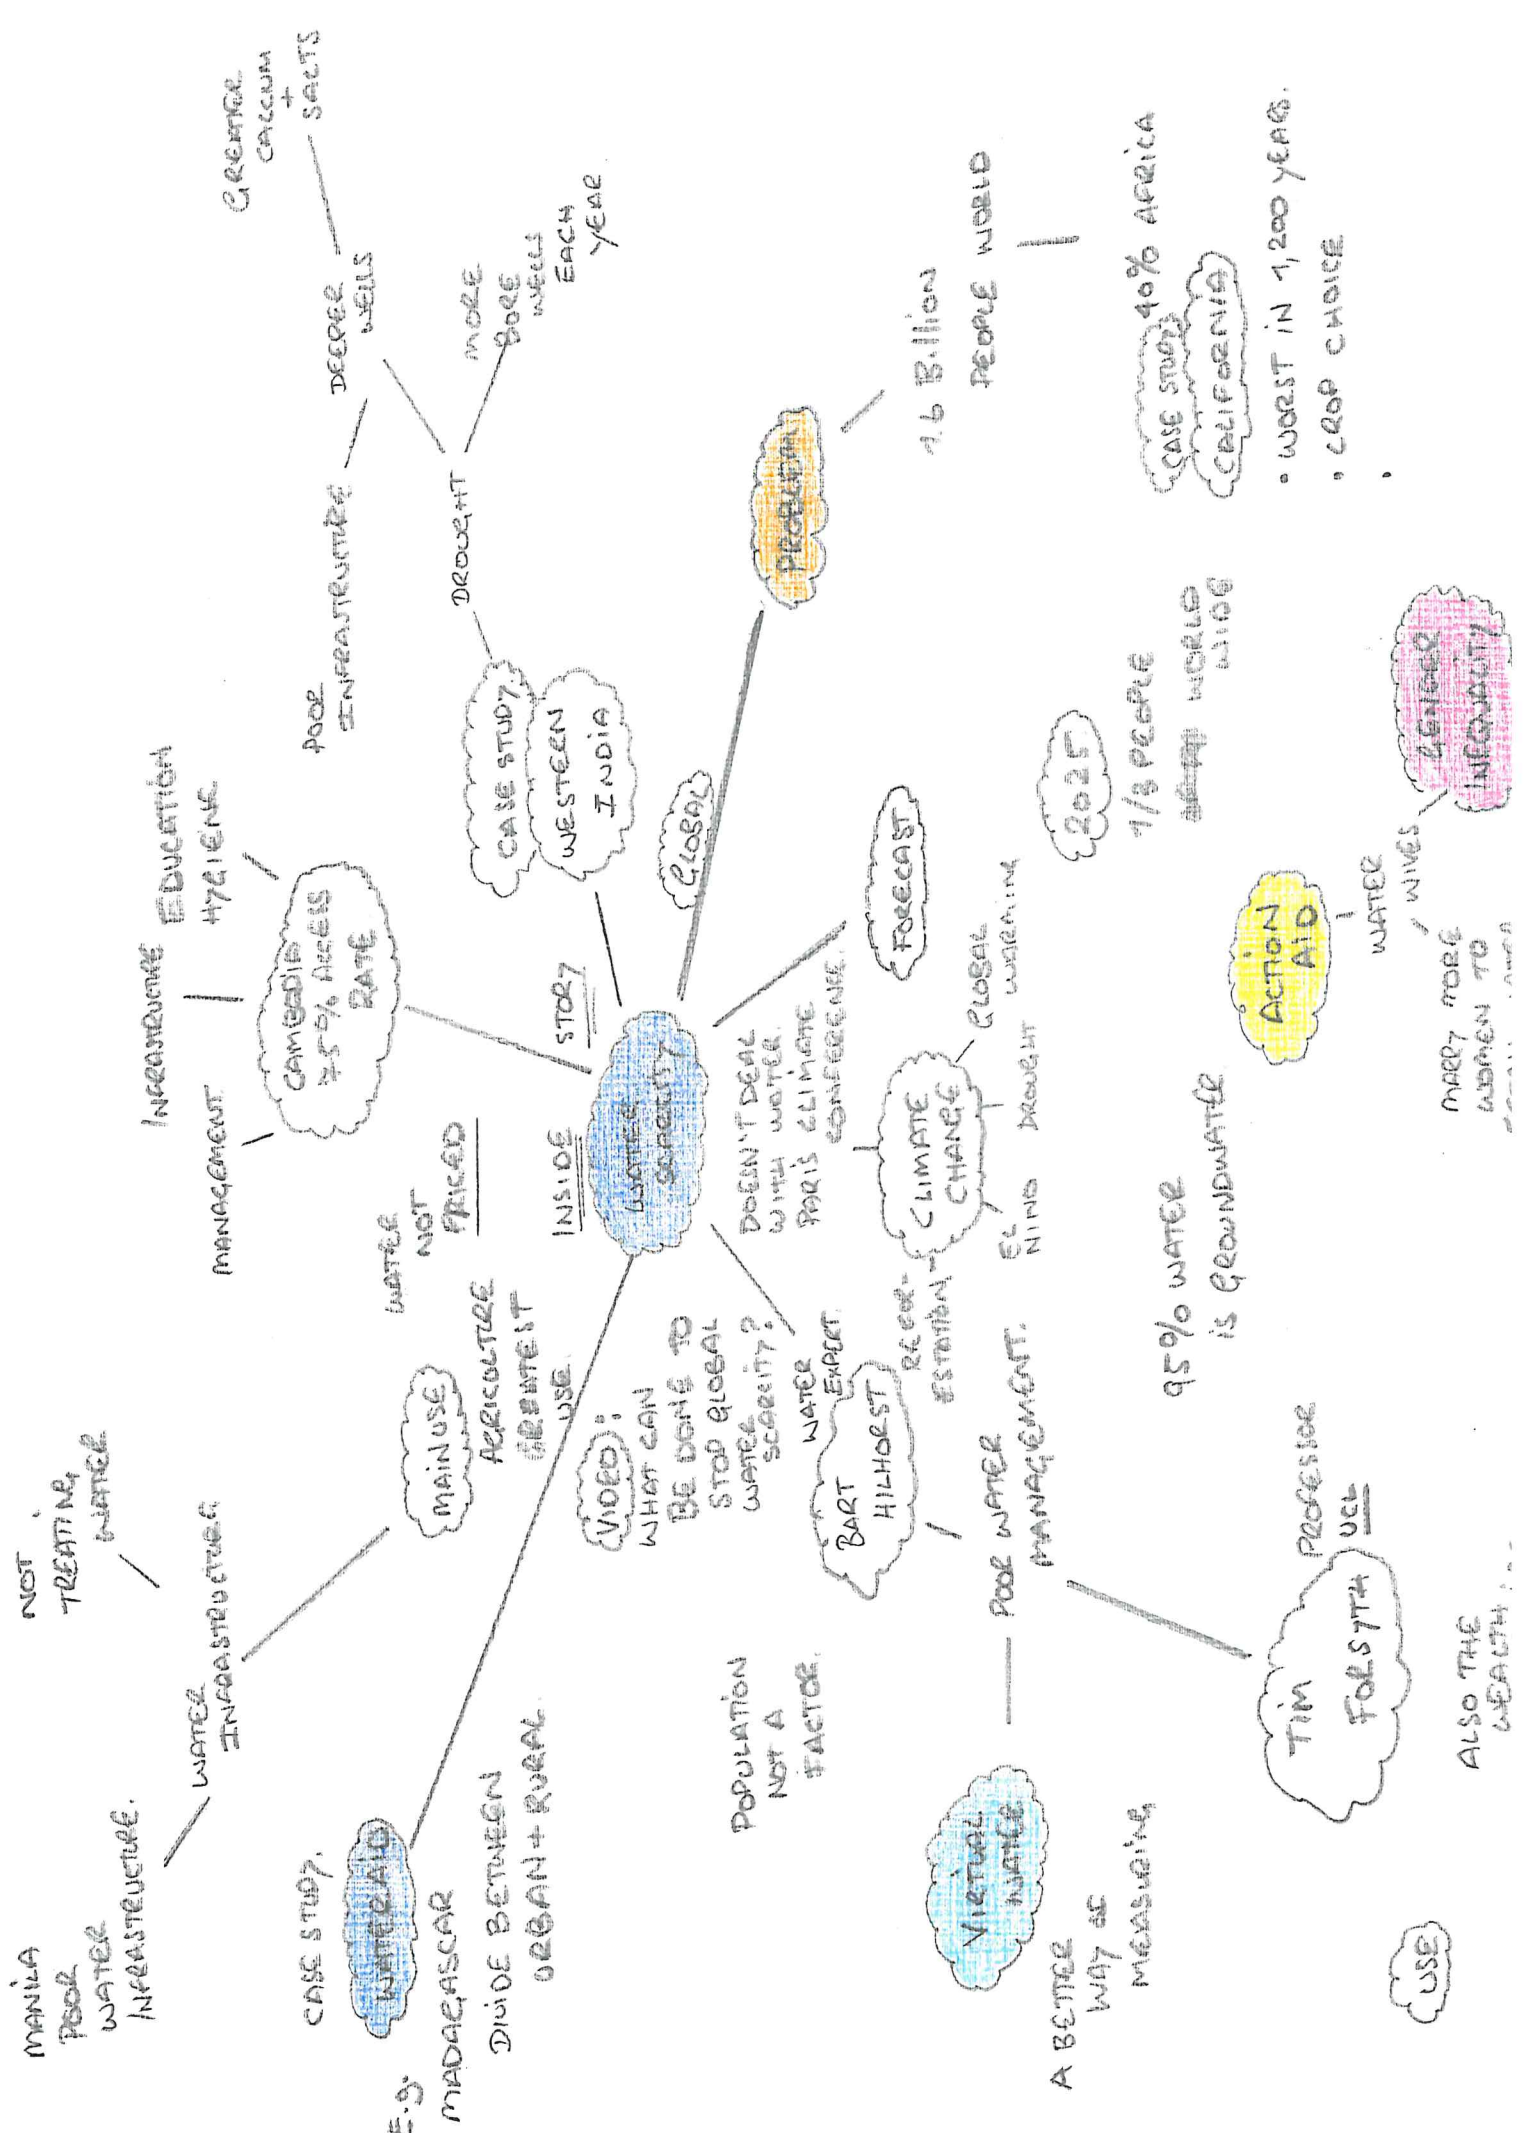 MANILA
POOR
WATER
INFRASTRUCTURE.
NOT
TREATING
WATER
WATER
INFRASTRUCTURE
MANAGEMENT
INFRASTRUCTURE
EDUCATION
HYGIENE
CAMBODIA
75% ACCESS
RATE
POOR
INFRASTRUCTURE
DEEPER
WELLS
GREATER
CALCIUM
+
SALTS
DROUGHT
MORE
BORE
WELLS
EACH
YEAR
CASE STUDY.
WESTERN
INDIA
CASE STUDY.
WATERAID
E.g.
MADAGASCAR
DIVIDE BETWEEN
URBAN + RURAL.
MAIN USE
AGRICULTURE
GREATEST
USE.
WATER
NOT
PRICED
INSIDE
STORY
WATER
SCARCITY
GLOBAL
PROBLEM
1.6 Billion
PEOPLE WORLD
40% AFRICA
CASE STUDY
CALIFORNIA
• WORST IN 1,200 YEARS.
• CROP CHOICE
•
VIDEO:
WHAT CAN
BE DONE TO
STOP GLOBAL
WATER
SCARCITY?
WATER
EXPERT.
BART
HILHORST
DOESN'T DEAL
WITH WATER.
PARIS CLIMATE
CONFERENCE.
FORECAST
CLIMATE
CHANGE
REFOR-
ESTATION
EL
NINO
DROUGHT
GLOBAL
WARMING
2025
1/3 PEOPLE
WORLD
WIDE
POPULATION
NOT A
FACTOR.
POOR WATER
MANAGEMENT.
VIRTUAL
WATER
A BETTER
WAY OF
MEASURING
95% WATER
IS GROUNDWATER
ACTION
AID
WATER
WIVES
GENDER
INEQUALITY
MARRY MORE
WOMEN TO
TIM
FORSYTH
PROFESSOR
UCL
USE
ALSO THE
WEALTH